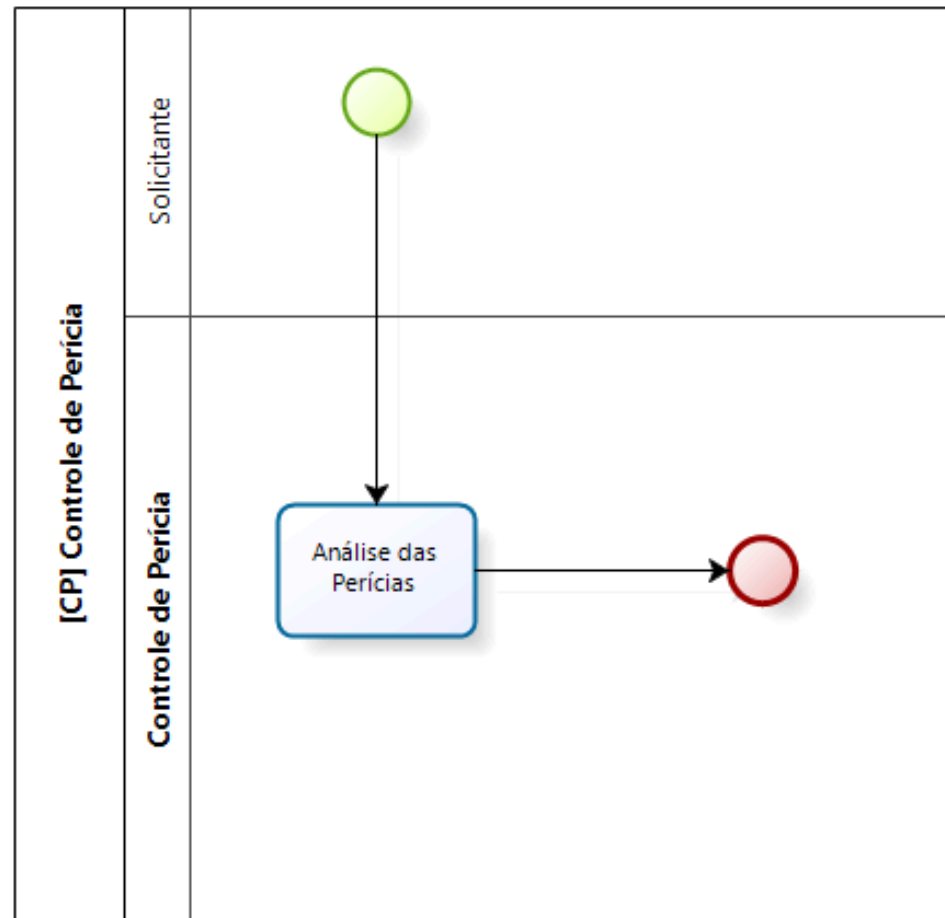 [CP] Controle de Perícia
Solicitante
Controle de Perícia
Análise das
Perícias